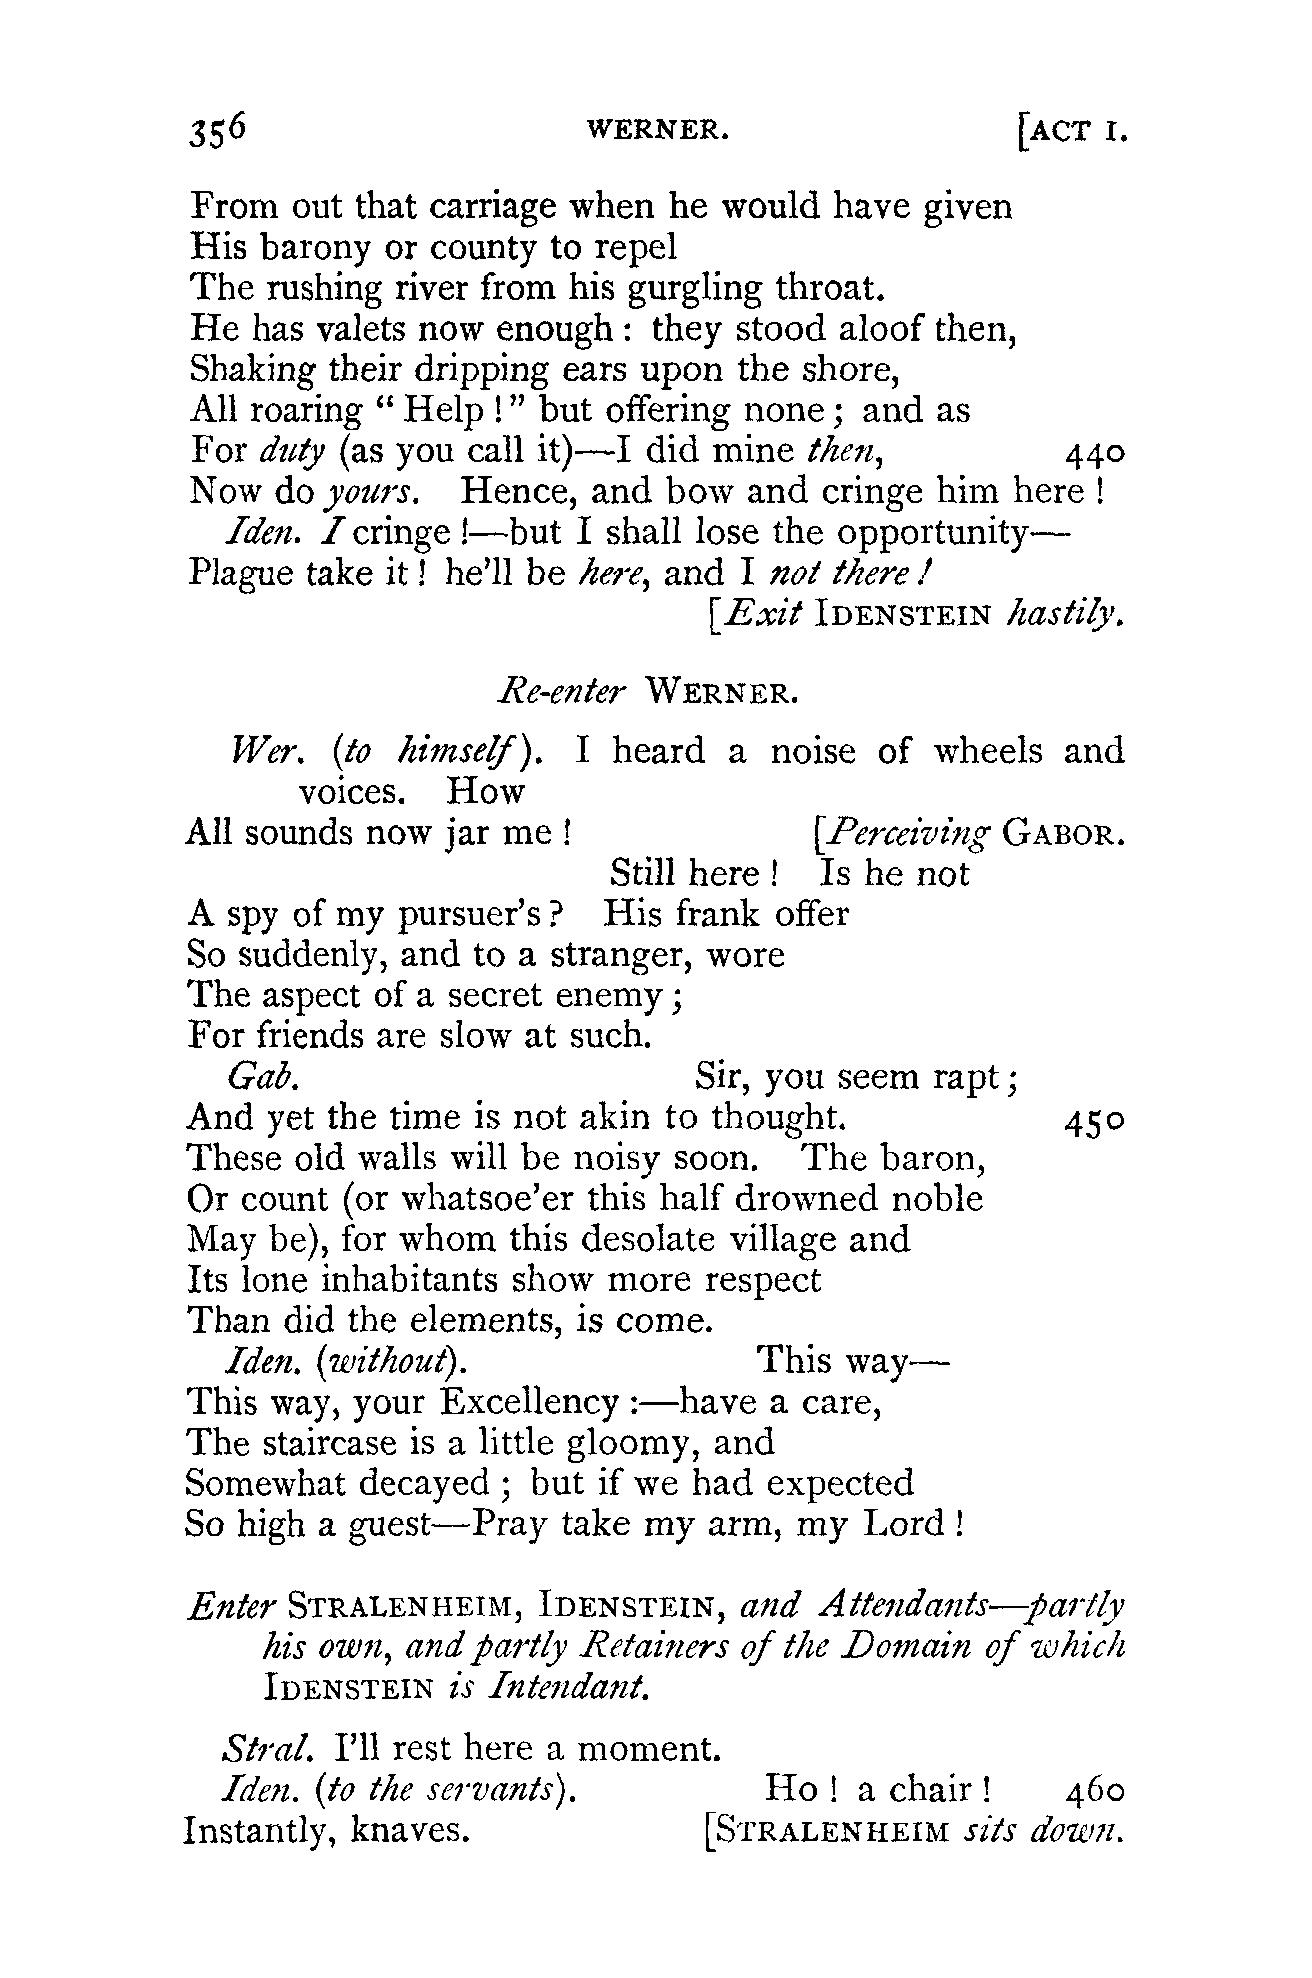 356 WERNER. [ACT I.
From out that carriage when he would have given
His barony or county to repel
The rushing river from his gurgling throat.
He has valets now enough : they stood aloof then,
Shaking their dripping ears upon the shore,
All roaring “ Help ! ” but offering none ; and as
For duty (as you call it)—I did mine then, 440
Now do yours. Hence, and bow and cringe him here !
Iden. I cringe !—but I shall lose the opportunity—
Plague take it ! he’ll be here, and I not there !
[Exit IDENSTEIN hastily.
Re-enter WERNER.
Wer. (to himself). I heard a noise of wheels and
voices. How
All sounds now jar me ! [Perceiving GABOR.
Still here ! Is he not
A spy of my pursuer’s ? His frank offer
So suddenly, and to a stranger, wore
The aspect of a secret enemy ;
For friends are slow at such.
Gab. Sir, you seem rapt ;
And yet the time is not akin to thought. 450
These old walls will be noisy soon. The baron,
Or count (or whatsoe’er this half drowned noble
May be), for whom this desolate village and
Its lone inhabitants show more respect
Than did the elements, is come.
Iden. (without). This way—
This way, your Excellency :—have a care,
The staircase is a little gloomy, and
Somewhat decayed ; but if we had expected
So high a guest—Pray take my arm, my Lord !
Enter STRALENHEIM, IDENSTEIN, and Attendants—partly
his own, and partly Retainers of the Domain of which
IDENSTEIN is Intendant.
Stral. I’ll rest here a moment.
Iden. (to the servants). Ho ! a chair ! 460
Instantly, knaves. [STRALENHEIM sits down.